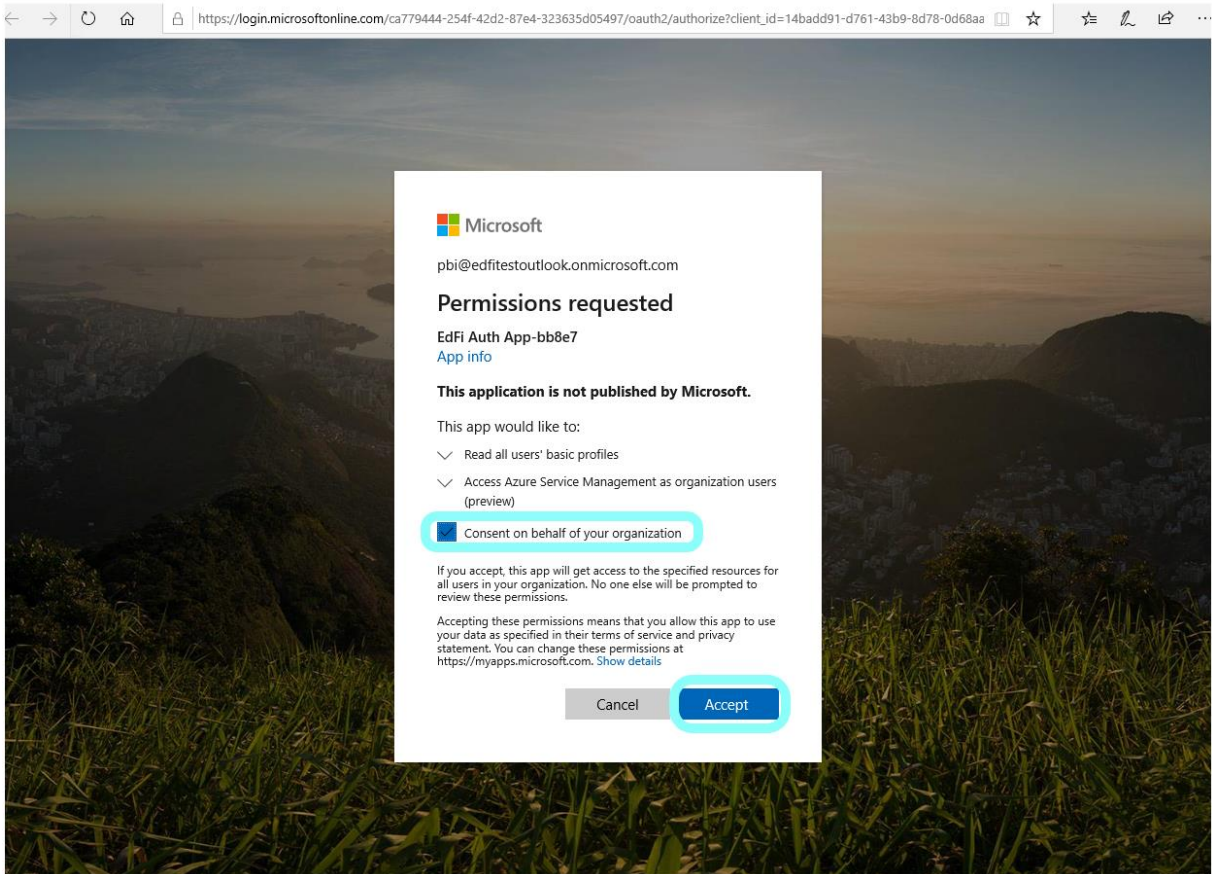 https://login.microsoftonline.com/ca779444-254f-42d2-87e4-323635d05497/oauth2/authorize?client_id=14badd91-d761-43b9-8d78-0d68aa
Microsoft
pbi@edfitestoutlook.onmicrosoft.com
Permissions requested
EdFi Auth App-bb8e7
App info
This application is not published by Microsoft.
This app would like to:
Read all users' basic profiles
Access Azure Service Management as organization users
(preview)
Consent on behalf of your organization
If you accept, this app will get access to the specified resources for
all users in your organization. No one else will be prompted to
review these permissions.
Accepting these permissions means that you allow this app to use
your data as specified in their terms of service and privacy
statement. You can change these permissions at
https://myapps.microsoft.com. Show details
Cancel
Accept